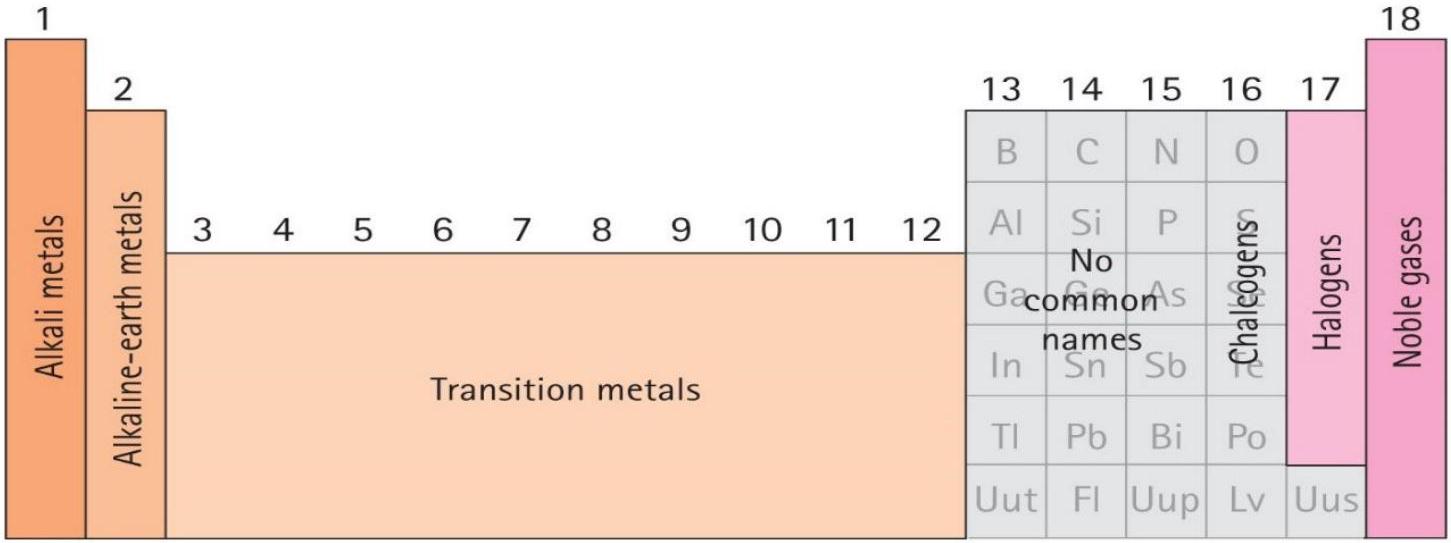 1
18
2
13 14 15 16 17
B C N O
3 4 5 6 7 8 9 10 11 12
Al Si P S
No
common
names
Ga Ge As Se
In Sn Sb Te
Tl Pb Bi Po
Uut Fl Uup Lv Uus
Alkali metals
Alkaline-earth metals
Transition metals
Chalcogens
Halogens
Noble gases